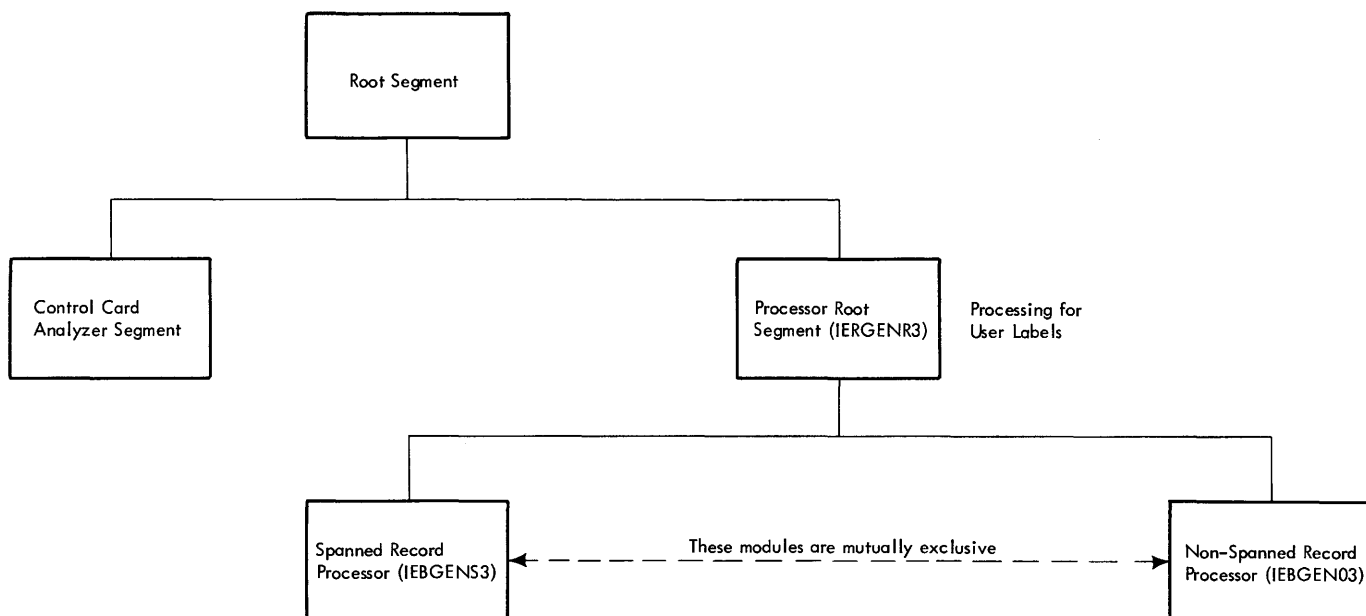 Root Segment
Control Card
Analyzer Segment
Processor Root
Segment (IERGENR3)
Processing for
User Labels
Spanned Record
Processor (IEBGENS3)
These modules are mutually exclusive
Non-Spanned Record
Processor (IEBGEN03)